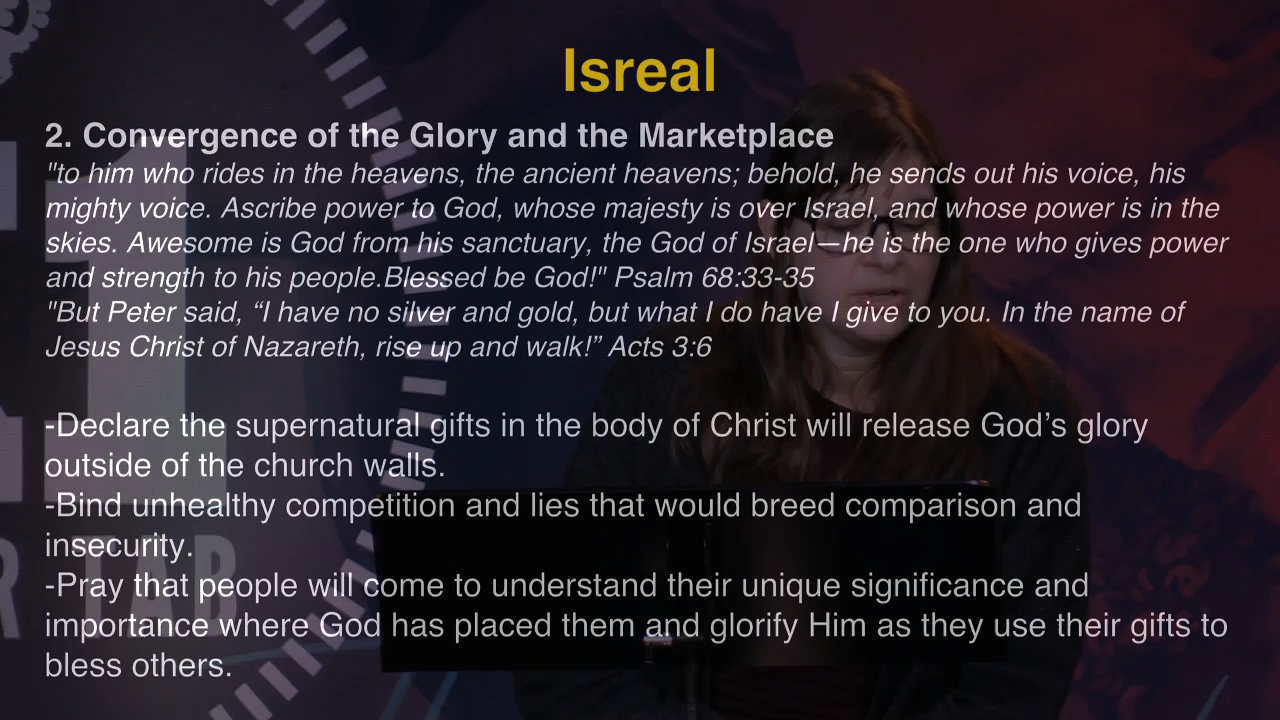 Isreal
2. Convergence of the Glory and the Marketplace
"to him who rides in the heavens, the ancient heavens; behold, he sends out his voice, his
mighty voice. Ascribe power to God, whose majesty is over Israel, and whose power is in the
skies. Awesome is God from his sanctuary, the God of Israel—he is the one who gives power
and strength to his people.Blessed be God!" Psalm 68:33-35
"But Peter said, “I have no silver and gold, but what I do have I give to you. In the name of
Jesus Christ of Nazareth, rise up and walk!” Acts 3:6
-Declare the supernatural gifts in the body of Christ will release God’s glory
outside of the church walls.
-Bind unhealthy competition and lies that would breed comparison and
insecurity.
-Pray that people will come to understand their unique significance and
importance where God has placed them and glorify Him as they use their gifts to
bless others.